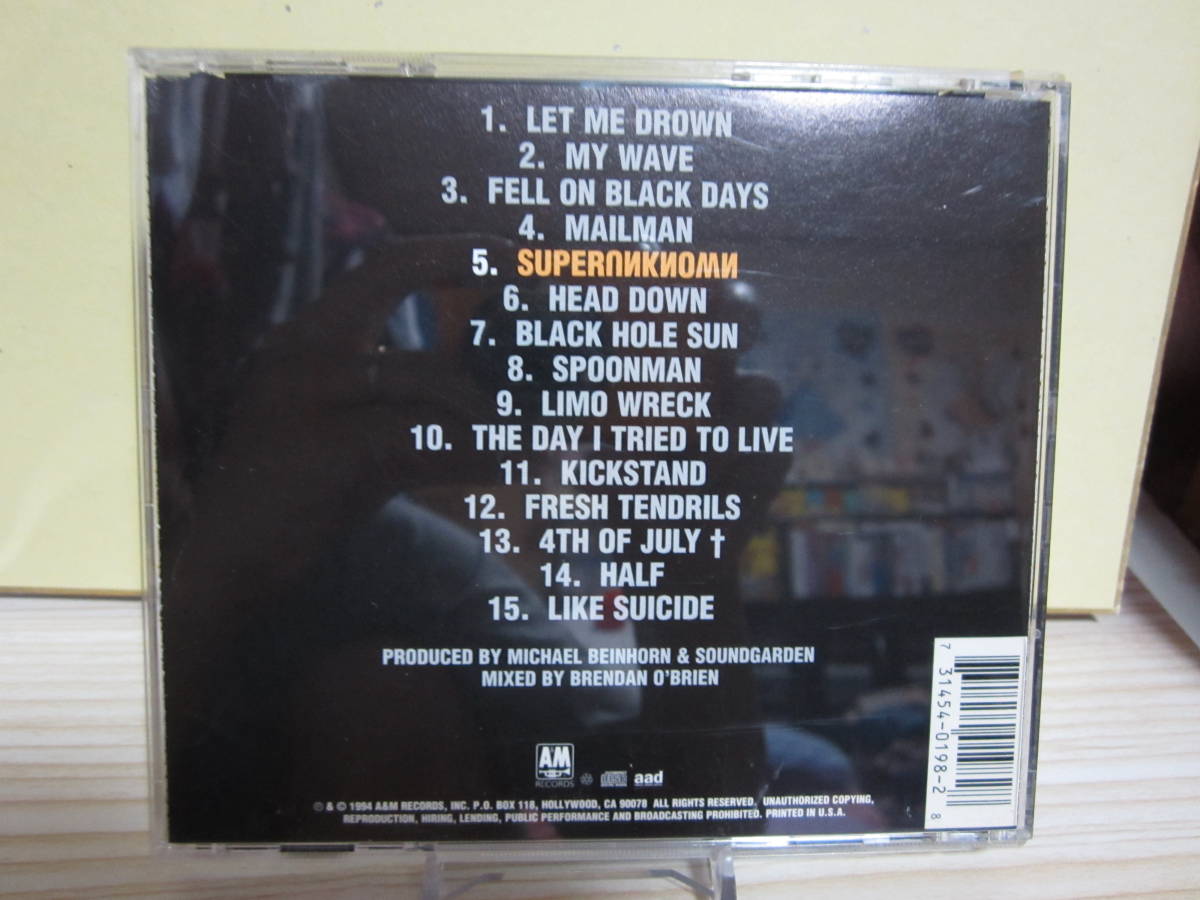 1. LET ME DROWN
2. MY WAVE
3. FELL ON BLACK DAYS
4. MAILMAN
5. SUPERUNKNOWN
6. HEAD DOWN
7. BLACK HOLE SUN
8. SPOONMAN
9. LIMO WRECK
10. THE DAY I TRIED TO LIVE
11. KICKSTAND
12. FRESH TENDRILS
13. 4TH OF JULY †
14. HALF
15. LIKE SUICIDE
PRODUCED BY MICHAEL BEINHORN & SOUNDGARDEN
MIXED BY BRENDAN O'BRIEN
A&M
RECORDS
aad
℗ & © 1994 A&M RECORDS, INC. P.O. BOX 118, HOLLYWOOD, CA 90078 ALL RIGHTS RESERVED. UNAUTHORIZED COPYING,
REPRODUCTION, HIRING, LENDING, PUBLIC PERFORMANCE AND BROADCASTING PROHIBITED. PRINTED IN U.S.A.
7 31454-0198-2 8